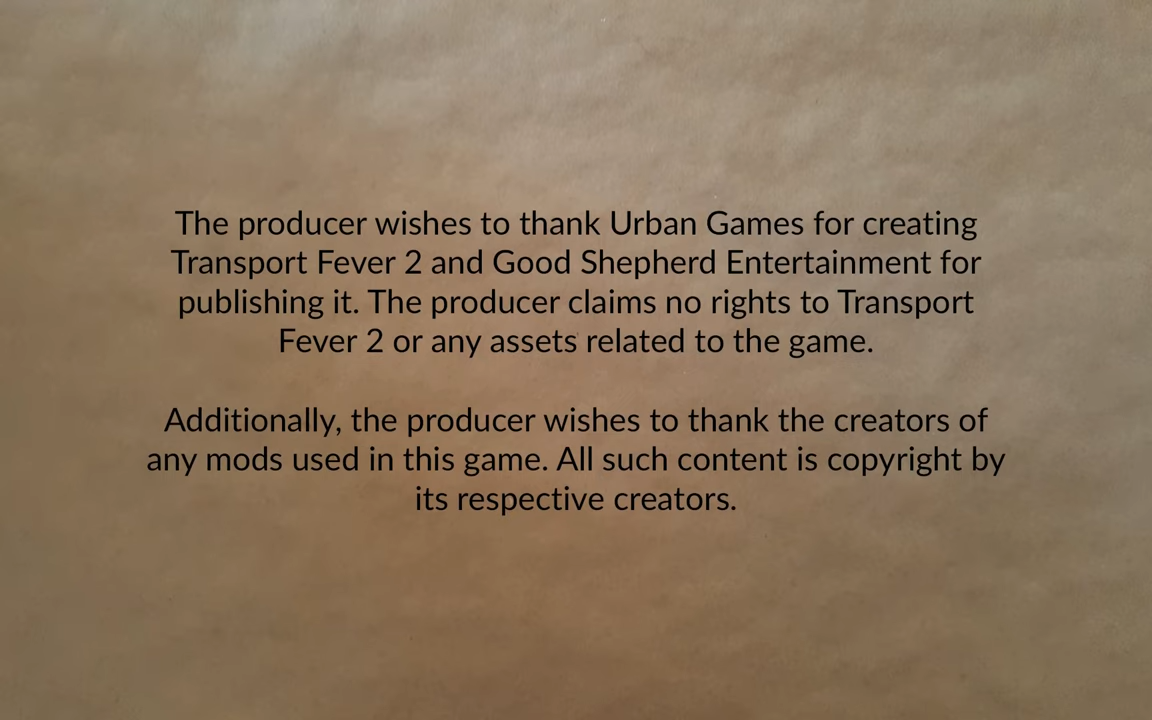 The producer wishes to thank Urban Games for creating
Transport Fever 2 and Good Shepherd Entertainment for
publishing it. The producer claims no rights to Transport
Fever 2 or any assets related to the game.
Additionally, the producer wishes to thank the creators of
any mods used in this game. All such content is copyright by
its respective creators.